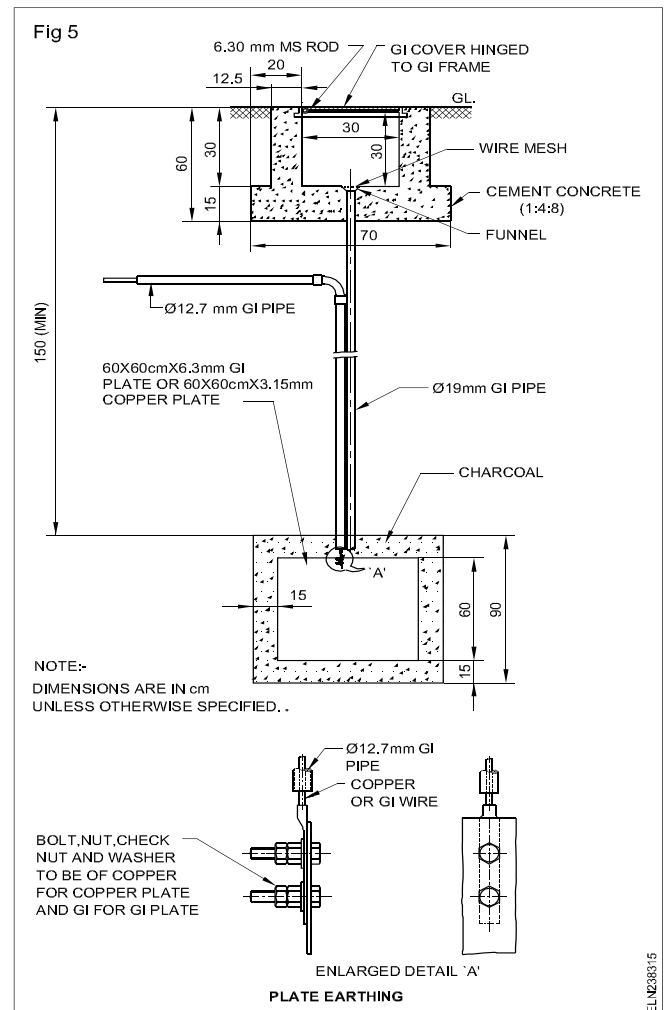 Fig 5
6.30 mm MS ROD
GI COVER HINGED
TO GI FRAME
20
12.5
GL.
30
60
30
30
15
WIRE MESH
CEMENT CONCRETE
(1:4:8)
FUNNEL
70
Ø12.7 mm GI PIPE
150 (MIN)
60X60cmX6.3mm GI
PLATE OR 60X60cmX3.15mm
COPPER PLATE
Ø19mm GI PIPE
CHARCOAL
`A'
15
60
90
15
NOTE:-
DIMENSIONS ARE IN cm
UNLESS OTHERWISE SPECIFIED. .
Ø12.7mm GI
PIPE
COPPER
OR GI WIRE
BOLT,NUT,CHECK
NUT AND WASHER
TO BE OF COPPER
FOR COPPER PLATE
AND GI FOR GI PLATE
ENLARGED DETAIL `A'
PLATE EARTHING
ELN238315